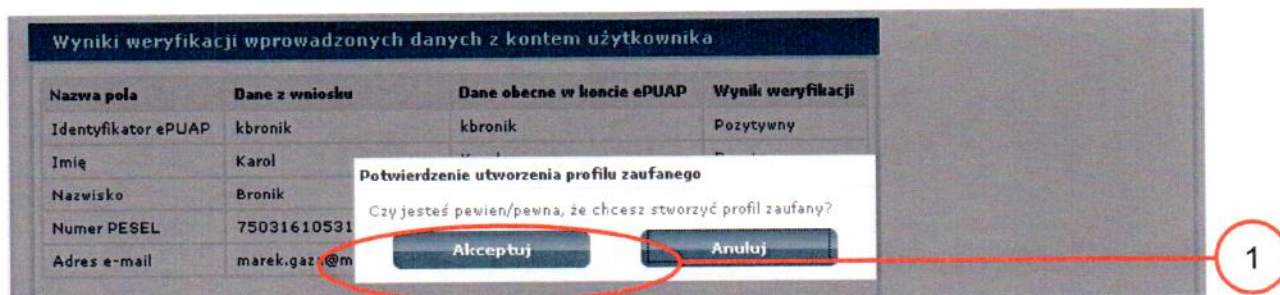 Wyniki weryfikacji wprowadzonych danych z kontem użytkownika
Nazwa pola Dane z wniosku Dane obecne w koncie ePUAP Wynik weryfikacji
Identyfikator ePUAP kbronik kbronik Pozytywny
Imię Karol
Nazwisko Bronik
Numer PESEL 75031610531
Adres e-mail
Potwierdzenie utworzenia profilu zaufanego
Czy jesteś pewien/pewna, że chcesz stworzyć profil zaufany?
Akceptuj Anuluj
1